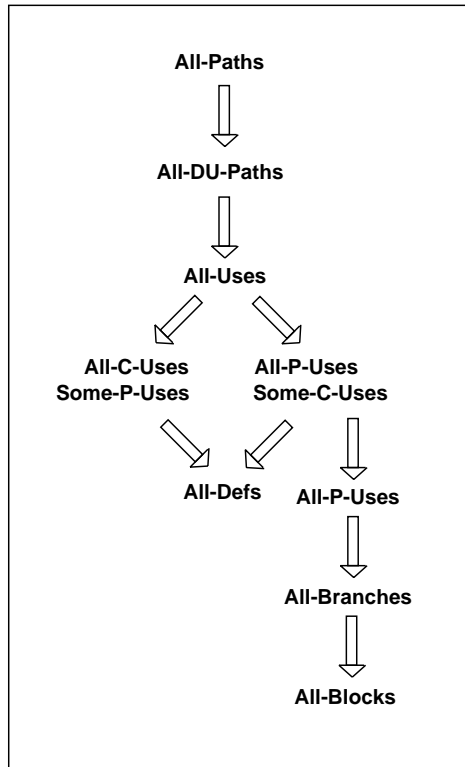 All-Paths
All-DU-Paths
All-Uses
All-C-Uses
Some-P-Uses
All-P-Uses
Some-C-Uses
All-Defs
All-P-Uses
All-Branches
All-Blocks